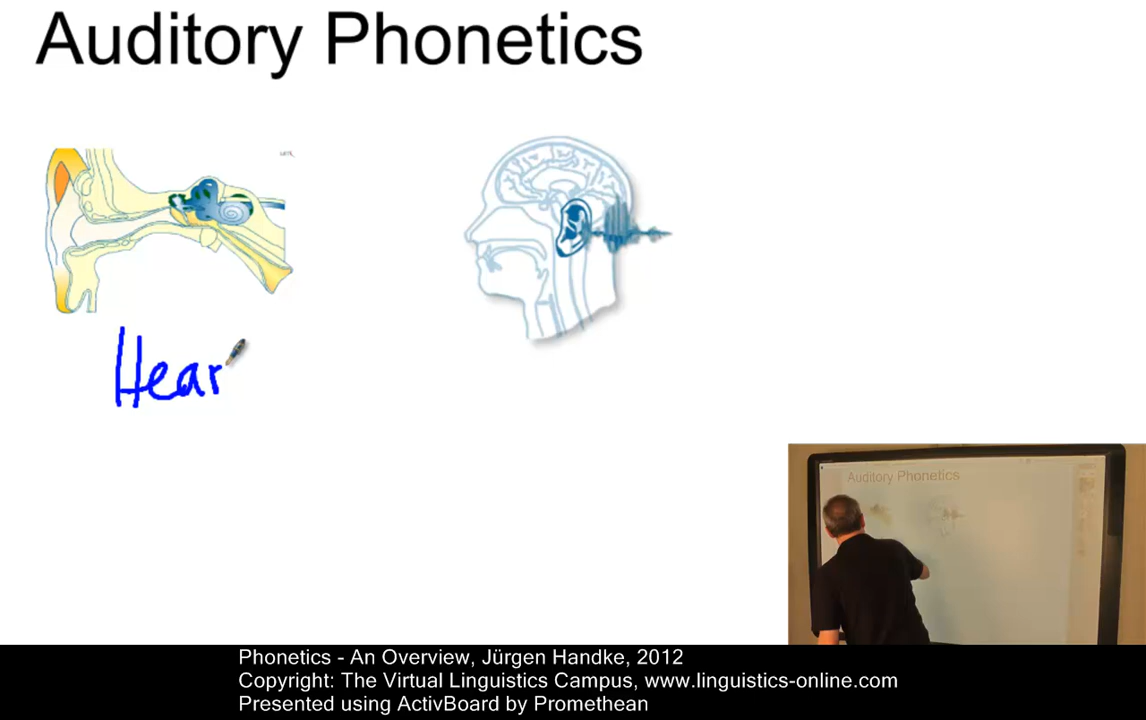 Auditory Phonetics
Hear
Auditory Phonetics
Phonetics - An Overview, Jürgen Handke, 2012
Copyright: The Virtual Linguistics Campus, www.linguistics-online.com
Presented using ActivBoard by Promethean